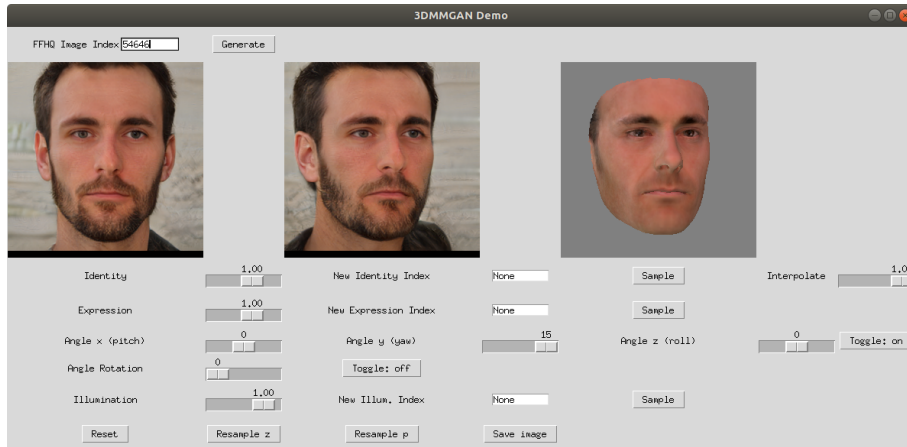 3DMMGAN Demo
FFHQ Image Index 54646 Generate
1.00 1.0
Identity New Identity Index None Sample Interpolate
1.00
Expression New Expression Index None Sample
0 15 0
Angle x (pitch) Angle y (yaw) Angle z (roll) Toggle: on
0
Angle Rotation Toggle: off
1.00
Illumination New Illum. Index None Sample
Reset Resample z Resample p Save image